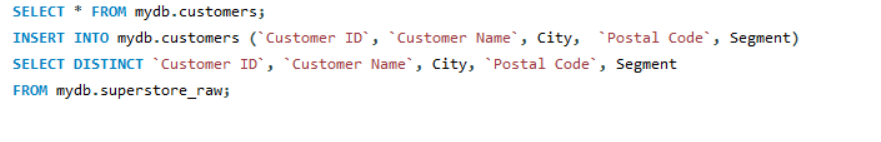 SELECT * FROM mydb.customers;
INSERT INTO mydb.customers (`Customer ID`, `Customer Name`, City,  `Postal Code`, Segment)
SELECT DISTINCT `Customer ID`, `Customer Name`, City, `Postal Code`, Segment
FROM mydb.superstore_raw;